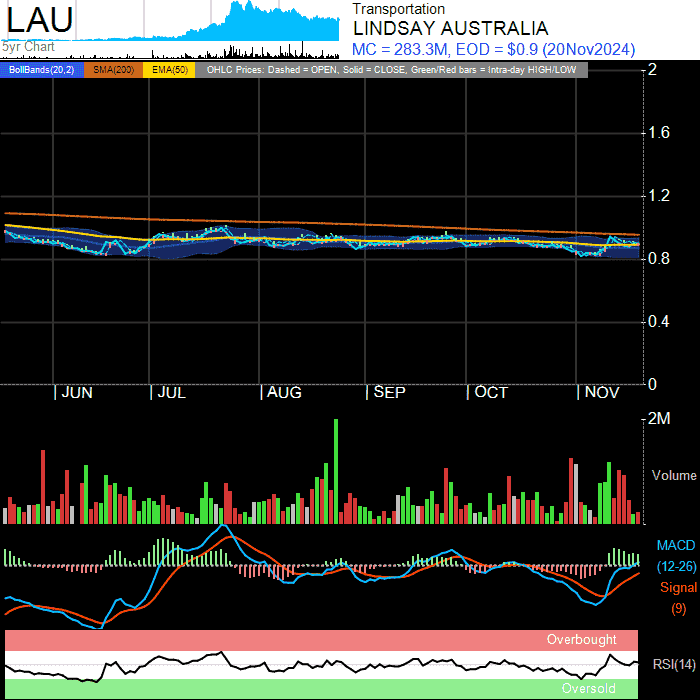 LAU
5yr Chart
Transportation
LINDSAY AUSTRALIA
MC = 283.3M, EOD = $0.9 (20Nov2024)
BollBands(20,2) SMA(200) EMA(50) OHLC Prices: Dashed = OPEN, Solid = CLOSE, Green/Red bars = Intra-day HIGH/LOW
2
1.6
1.2
0.8
0.4
0
JUN JUL AUG SEP OCT NOV
2M
Volume
MACD
(12-26)
Signal
(9)
Overbought
RSI(14)
Oversold